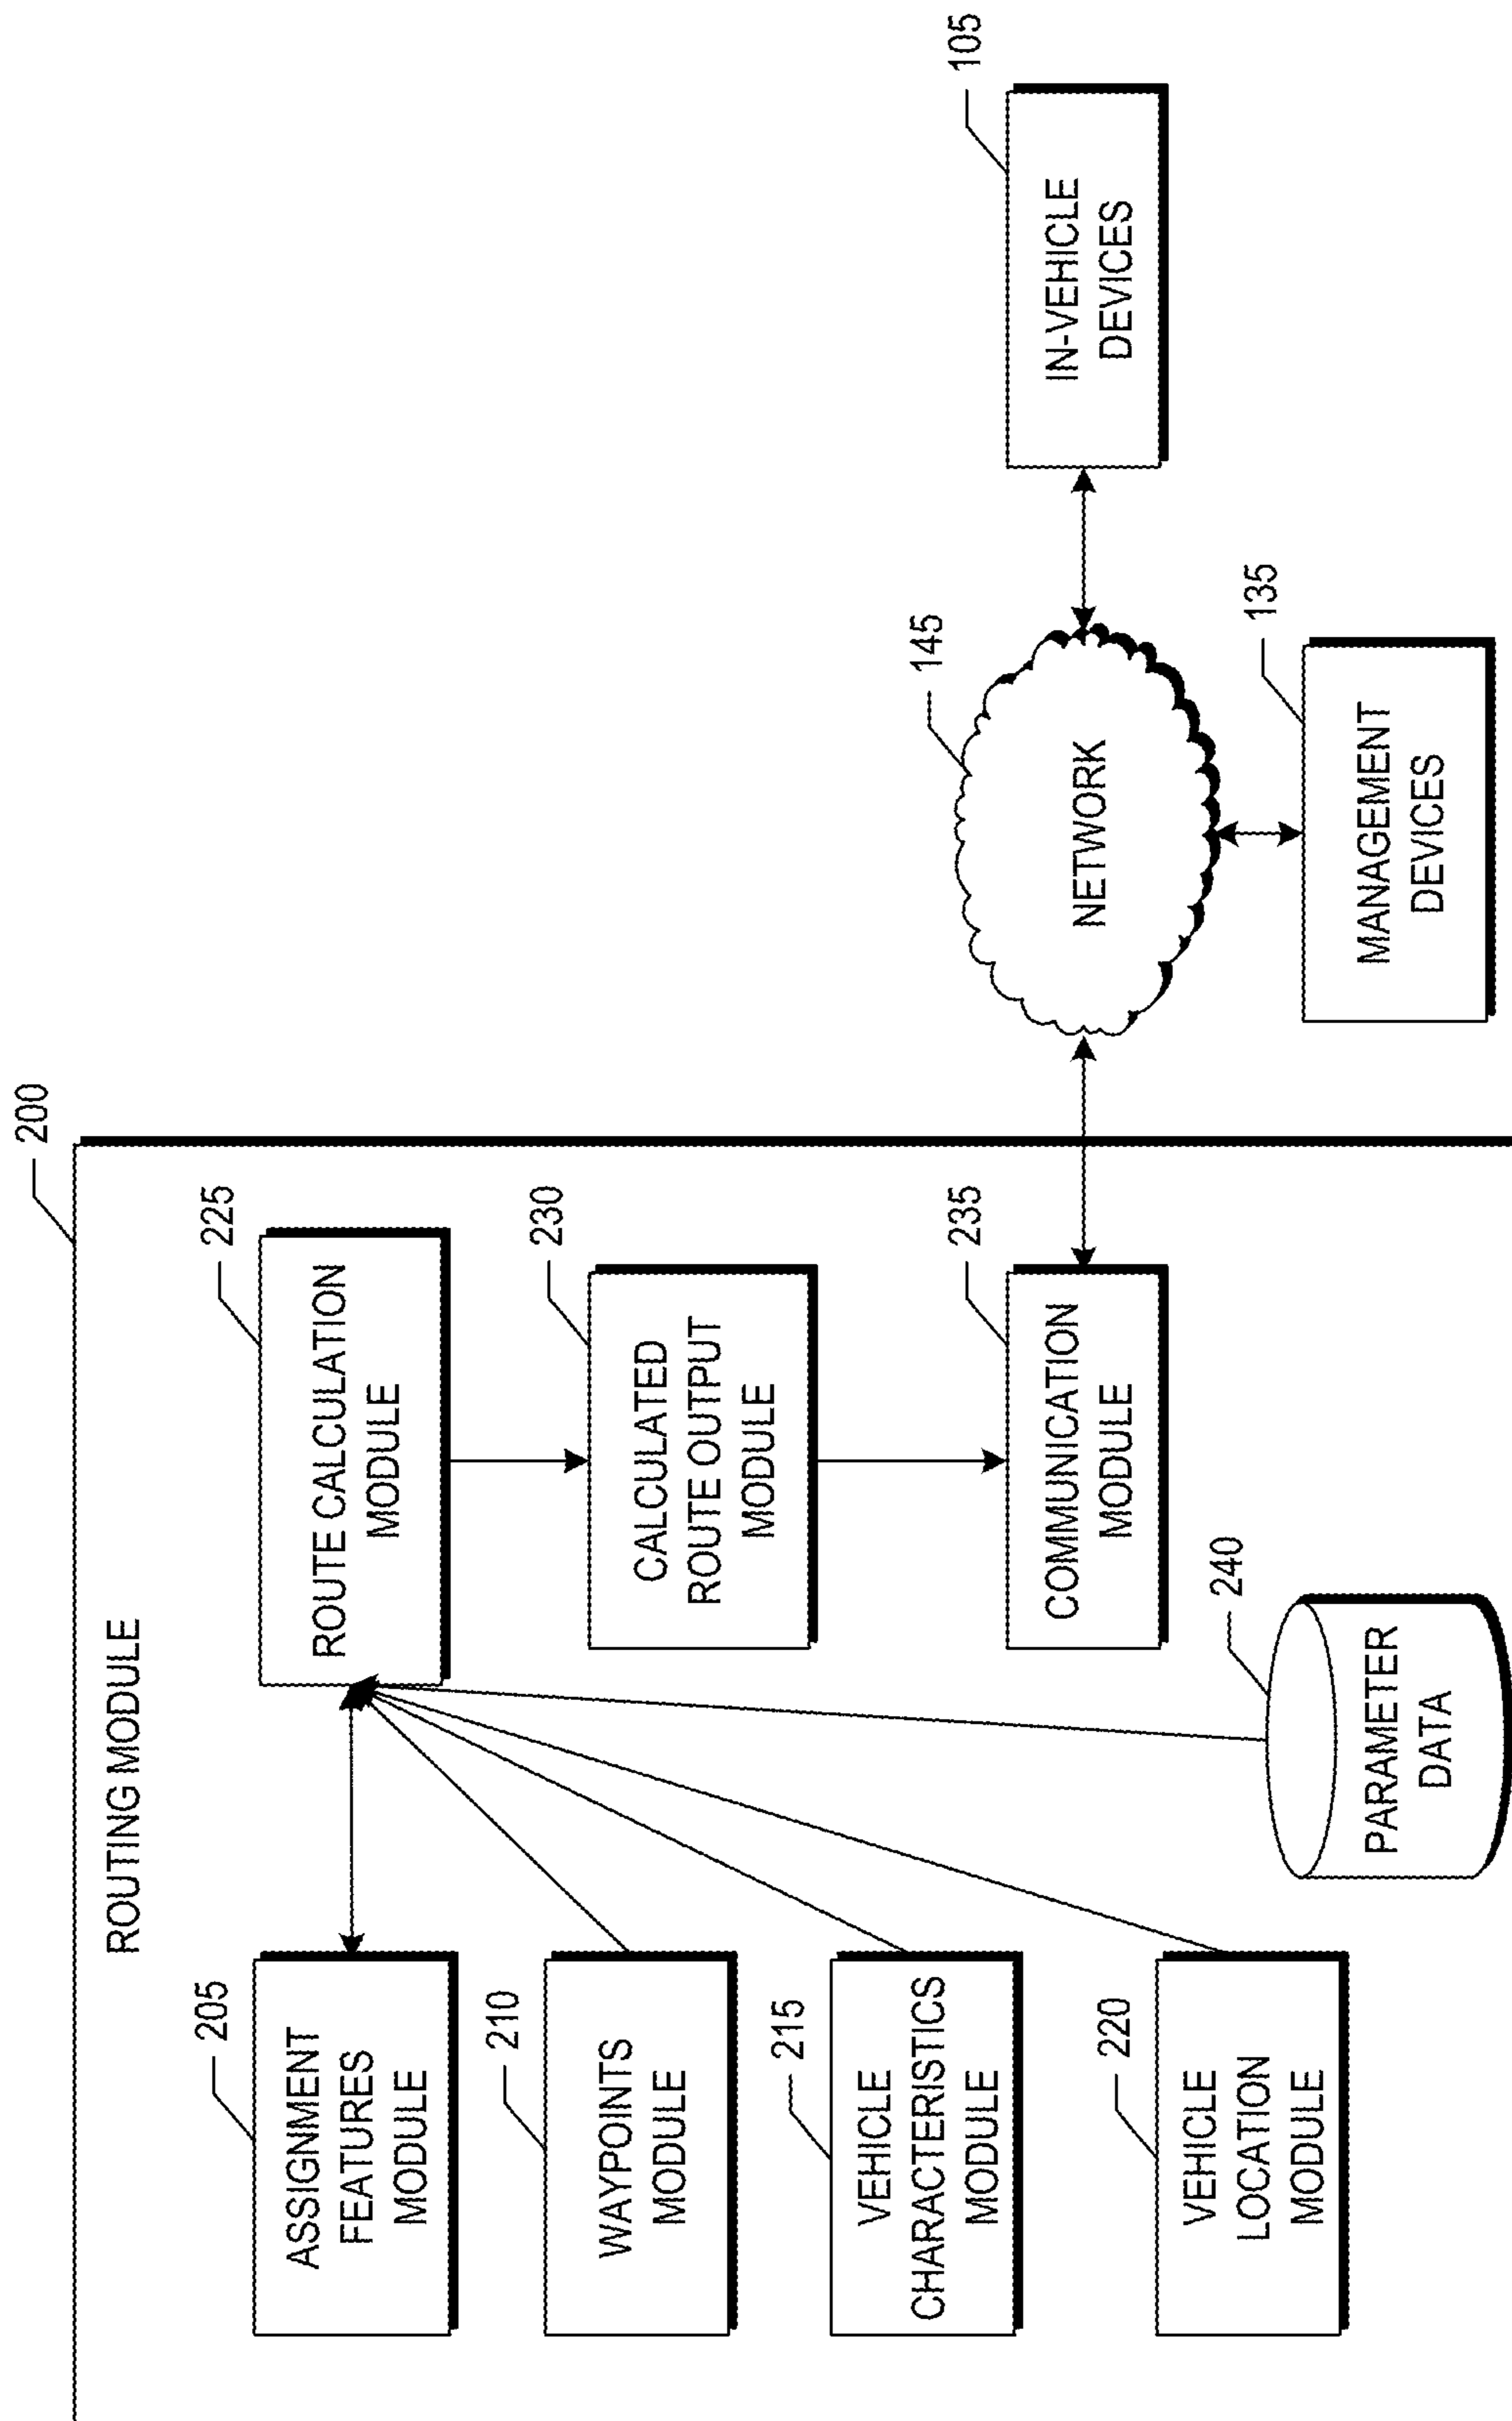 200
ROUTING MODULE
205
ASSIGNMENT
FEATURES
MODULE
210
WAYPOINTS
MODULE
215
VEHICLE
CHARACTERISTICS
MODULE
220
VEHICLE
LOCATION
MODULE
225
ROUTE CALCULATION
MODULE
230
CALCULATED
ROUTE OUTPUT
MODULE
235
COMMUNICATION
MODULE
240
PARAMETER
DATA
145
NETWORK
105
IN-VEHICLE
DEVICES
135
MANAGEMENT
DEVICES